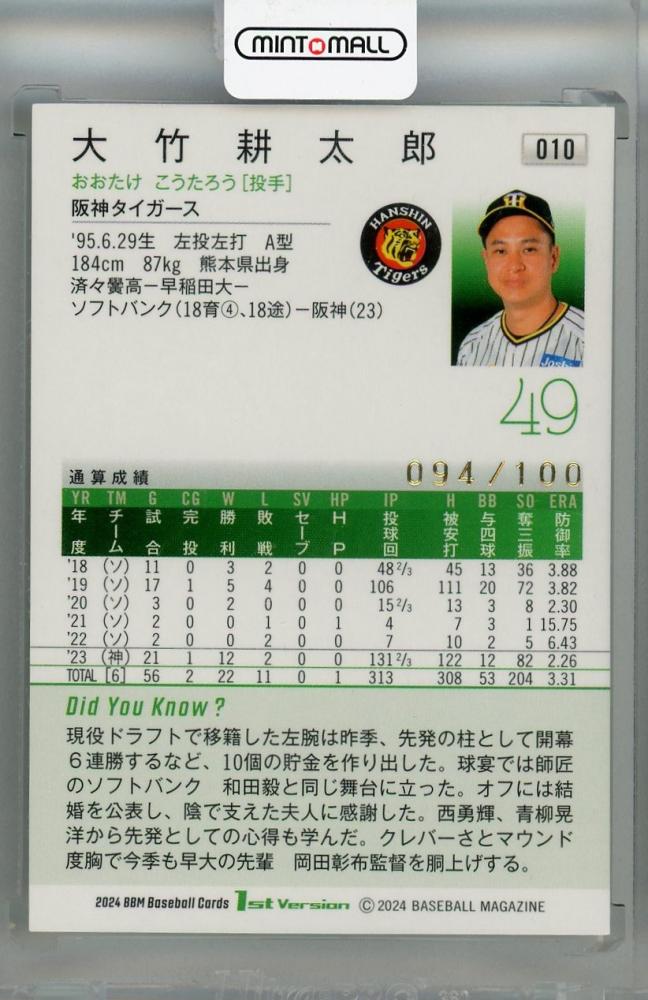 MINT MALL
大竹耕太郎
010
おおたけ こうたろう[投手]
阪神タイガース
HANSHIN
Tigers
'95.6.29生 左投左打 A型
184cm 87kg 熊本県出身
済々黌高ー早稲田大ー
ソフトバンク(18育④、18途)ー阪神(23)
Josh
49
通算成績
094/100
YR TM G CG W L SV HP IP H BB SO ERA
年度 チーム 試合 完投 勝利 敗戦 セーブ HP 投球回 被安打 与四球 奪三振 防御率
'18 (ソ) 11 0 3 2 0 0 48 2/3 45 13 36 3.88
'19 (ソ) 17 1 5 4 0 0 106 111 20 72 3.82
'20 (ソ) 3 0 2 0 0 0 15 2/3 13 3 8 2.30
'21 (ソ) 2 0 0 1 0 1 4 7 3 1 15.75
'22 (ソ) 2 0 0 2 0 0 7 10 2 5 6.43
'23 (神) 21 1 12 2 0 0 131 2/3 122 12 82 2.26
TOTAL [6] 56 2 22 11 0 1 313 308 53 204 3.31
Did You Know?
現役ドラフトで移籍した左腕は昨季、先発の柱として開幕
6連勝するなど、10個の貯金を作り出した。球宴では師匠
のソフトバンク 和田毅と同じ舞台に立った。オフには結
婚を公表し、陰で支えた夫人に感謝した。西勇輝、青柳晃
洋から先発としての心得も学んだ。クレバーさとマウンド
度胸で今季も早大の先輩 岡田彰布監督を胴上げする。
2024 BBM Baseball Cards 1st Version ©2024 BASEBALL MAGAZINE